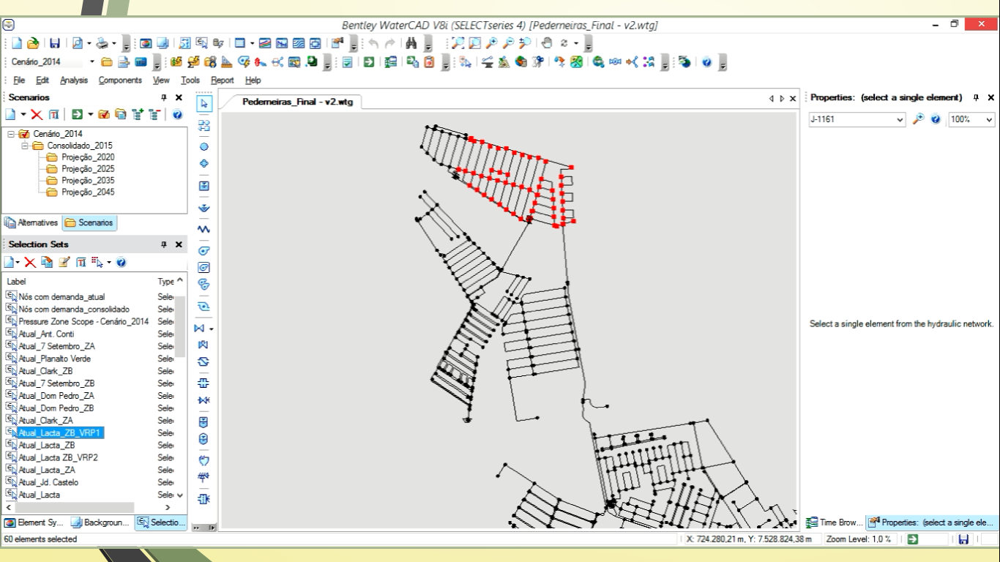 Bentley WaterCAD V8i (SELECTseries 4) [Pederneiras_Final - v2.wtg]
Cenário_2014
File Edit Analysis Components View Tools Report Help
Scenarios
Cenário_2014
Consolidado_2015
Projeção_2020
Projeção_2025
Projeção_2035
Projeção_2045
Alternatives Scenarios
Selection Sets
Label Type
Nós com demanda_atual Sele
Nós com demanda_consolidado Sele
Pressure Zone Scope - Cenário_2014 Sele
Atual_Ant. Conti Sele
Atual_7 Setembro_ZA Sele
Atual_Planalto Verde Sele
Atual_Clark_ZB Sele
Atual_7 Setembro_ZB Sele
Atual_Dom Pedro_ZA Sele
Atual_Dom Pedro_ZB Sele
Atual_Clark_ZA Sele
Atual_Lacta_ZB_VRP1 Sele
Atual_Lacta_ZB Sele
Atual_Lacta ZB_VRP2 Sele
Atual_Lacta_ZA Sele
Atual_Jd. Castelo Sele
Atual_Lacta Sele
Element Sy... Backgroun... Selectio...
Pederneiras_Final - v2.wtg
Properties: (select a single element)
J-1161 100%
Select a single element from the hydraulic network.
Time Brow... Properties: (select a single ele...
60 elements selected X: 724.280,21 m, Y: 7.528.824,38 m Zoom Level: 1,0 %